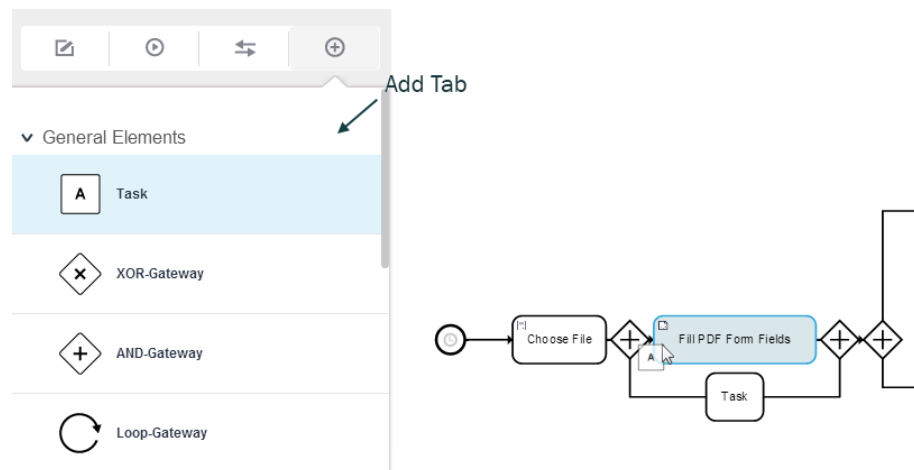 Add Tab
General Elements
A Task
XOR-Gateway
AND-Gateway
Loop-Gateway
Choose File
Fill PDF Form Fields
A
Task